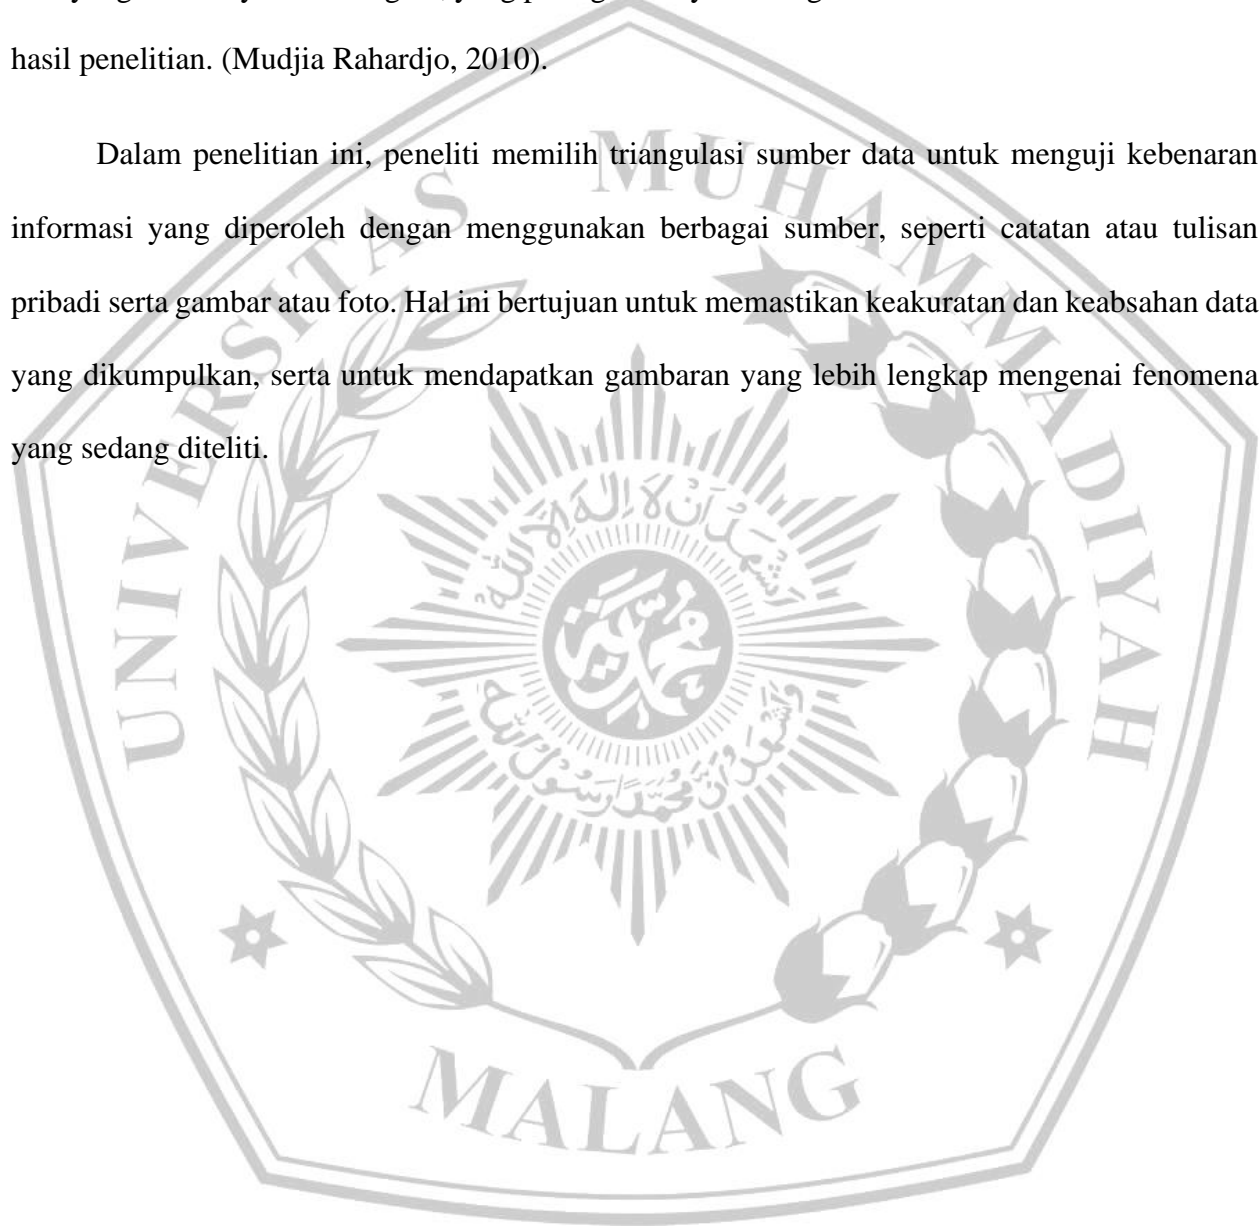 hasil penelitian. (Mudjia Rahardjo, 2010).
Dalam penelitian ini, peneliti memilih triangulasi sumber data untuk menguji kebenaran
informasi yang diperoleh dengan menggunakan berbagai sumber, seperti catatan atau tulisan
pribadi serta gambar atau foto. Hal ini bertujuan untuk memastikan keakuratan dan keabsahan data
yang dikumpulkan, serta untuk mendapatkan gambaran yang lebih lengkap mengenai fenomena
yang sedang diteliti.
UNIVERSITAS MUHAMMADIYAH
MALANG